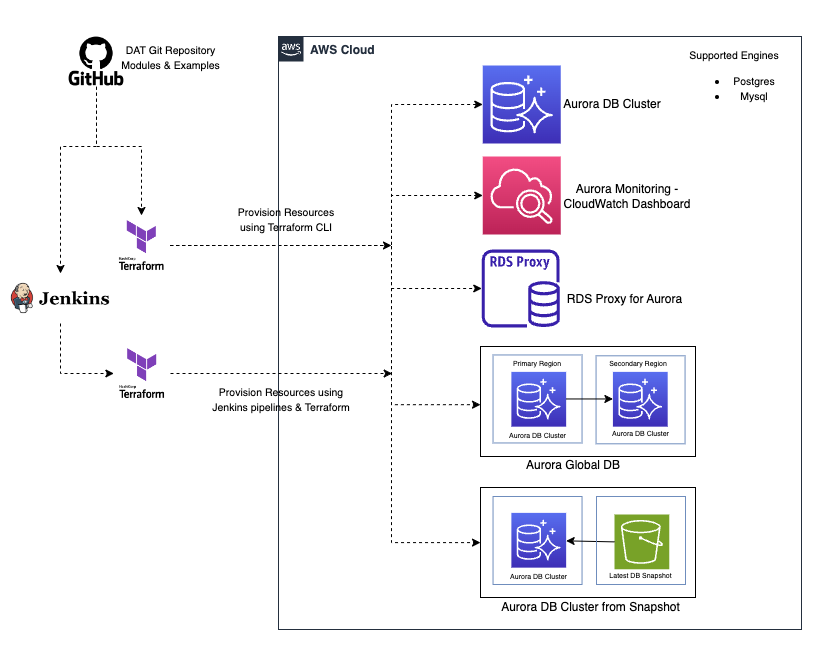 DAT Git Repository
Modules & Examples
GitHub
aws
AWS Cloud
Supported Engines
Postgres
Mysql
Aurora DB Cluster
Aurora Monitoring -
CloudWatch Dashboard
Provision Resources
using Terraform CLI
HashiCorp
Terraform
RDS Proxy
RDS Proxy for Aurora
Jenkins
HashiCorp
Terraform
Provision Resources using
Jenkins pipelines & Terraform
Primary Region
Secondary Region
Aurora DB Cluster
Aurora DB Cluster
Aurora Global DB
Aurora DB Cluster
Latest DB Snapshot
Aurora DB Cluster from Snapshot